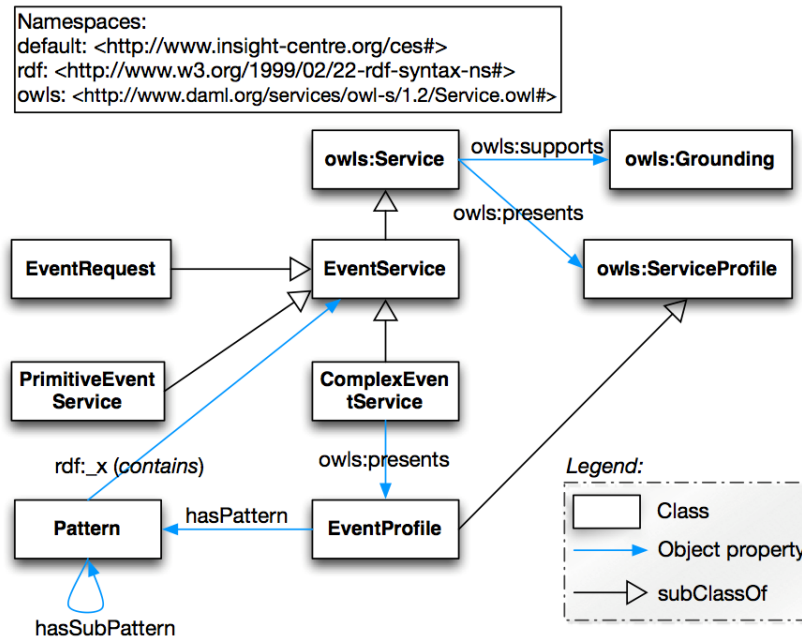 Namespaces:
default: <http://www.insight-centre.org/ces#>
rdf: <http://www.w3.org/1999/02/22-rdf-syntax-ns#>
owls: <http://www.daml.org/services/owl-s/1.2/Service.owl#>
owls:Service
owls:supports
owls:Grounding
owls:presents
EventRequest
EventService
owls:ServiceProfile
PrimitiveEvent
Service
ComplexEven
tService
rdf:_x (contains)
owls:presents
Pattern
hasPattern
EventProfile
hasSubPattern
Legend:
Class
Object property
subClassOf